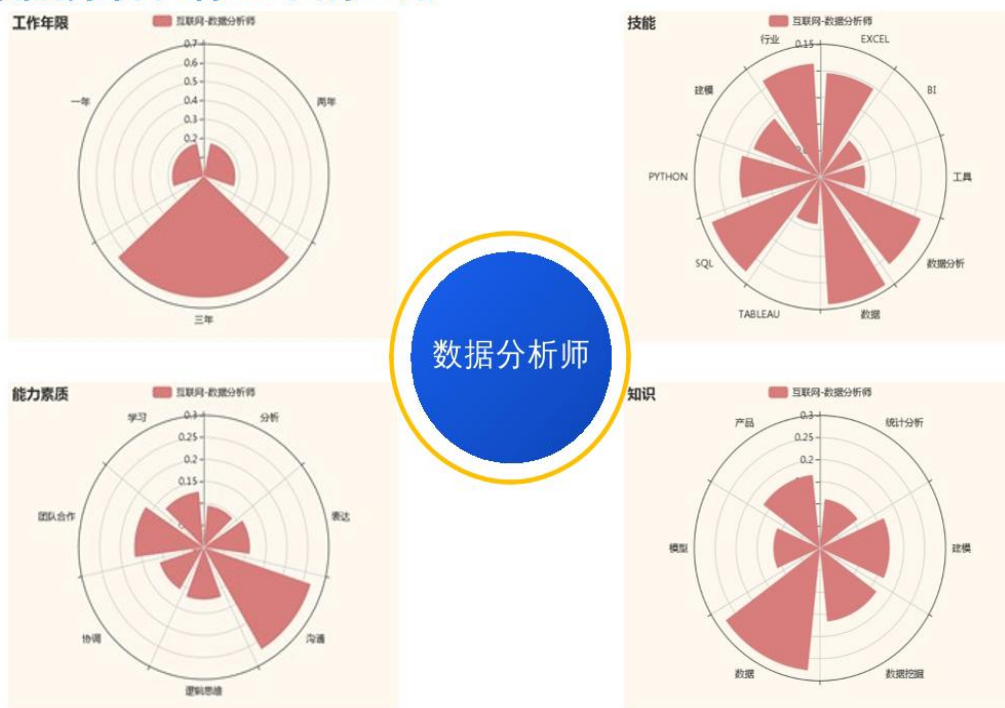 工作年限
互联网-数据分析师
0.7
0.6
0.5
0.4
0.3
0.2
一年
两年
三年
技能
互联网-数据分析师
0.15
行业
EXCEL
建模
BI
PYTHON
工具
SQL
数据分析
TABLEAU
数据
数据分析师
能力素质
互联网-数据分析师
0.3
0.25
0.2
0.15
学习
分析
团队合作
表达
协调
沟通
逻辑思维
知识
互联网-数据分析师
0.3
0.25
0.2
产品
统计分析
模型
建模
数据
数据挖掘